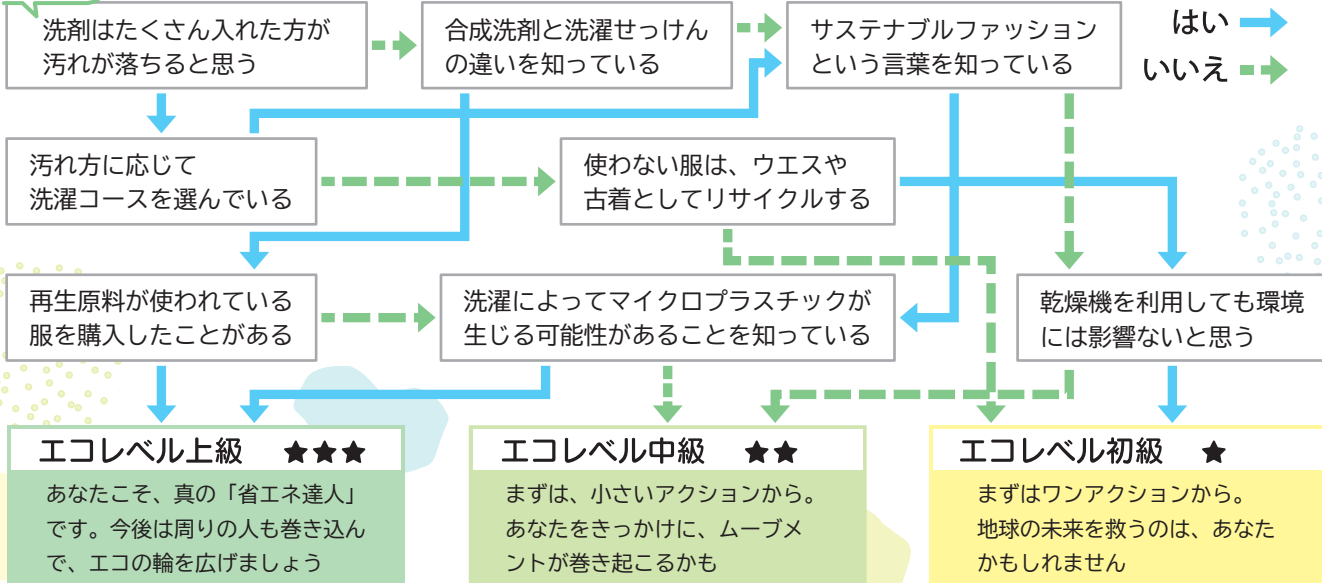 洗剤はたくさん入れた方が
汚れが落ちると思う
合成洗剤と洗濯せっけん
の違いを知っている
サステナブルファッション
という言葉を知っている
はい
いいえ
汚れ方に応じて
洗濯コースを選んでいる
使わない服は、ウエスや
古着としてリサイクルする
再生原料が使われている
服を購入したことがある
洗濯によってマイクロプラスチックが
生じる可能性があることを知っている
乾燥機を利用しても環境
には影響ないと思う
エコレベル上級 ★★★
あなたこそ、真の「省エネ達人」
です。今後は周りの人も巻き込ん
で、エコの輪を広げましょう
エコレベル中級 ★★
まずは、小さいアクションから。
あなたをきっかけに、ムーブメ
ントが巻き起こるかも
エコレベル初級 ★
まずはワンアクションから。
地球の未来を救うのは、あなた
かもしれません